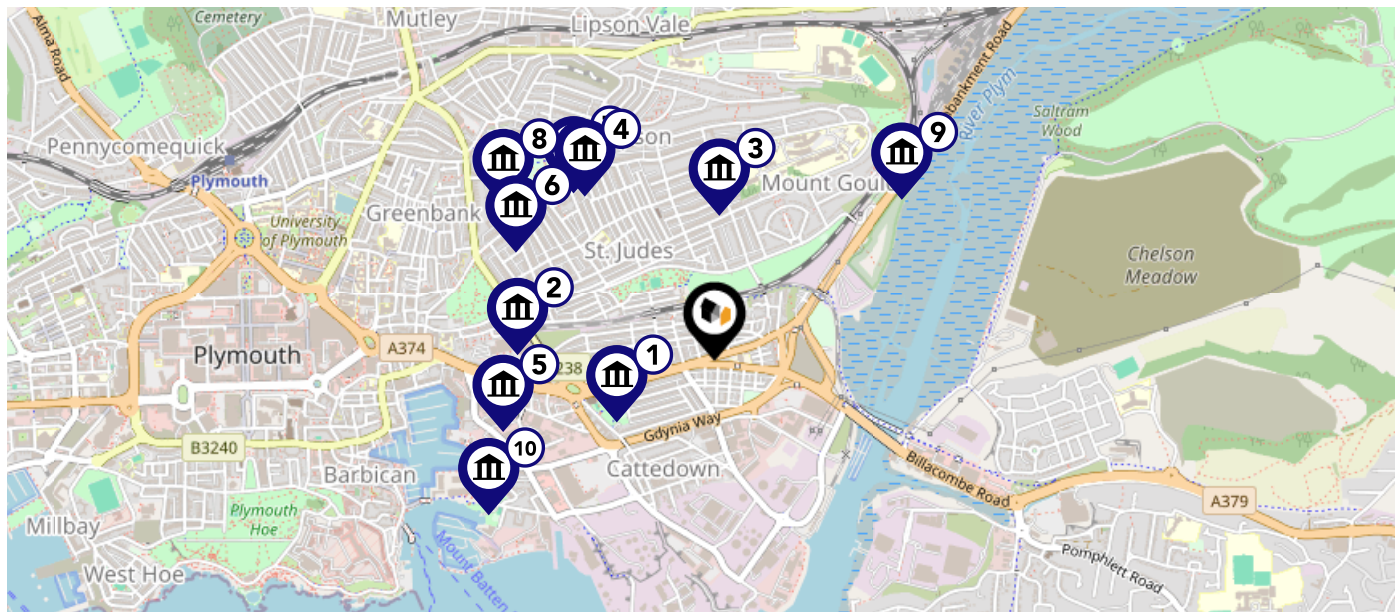 Cemetery
Mutley
Lipson Vale
Alma Road
Embankment Road
River Plym
Saltram
Wood
Pennycomequick
8
4
3
9
Plymouth
6
Mount Gould
University
of Plymouth
Greenbank
St. Judes
Chelson
Meadow
2
A374
Plymouth
5
238
1
B3240
10
Gdynia Way
Barbican
Cattedown
Billacombe Road
A379
Plymouth
Hoe
Millbay
West Hoe
Mount Batten
Pomphlett Road